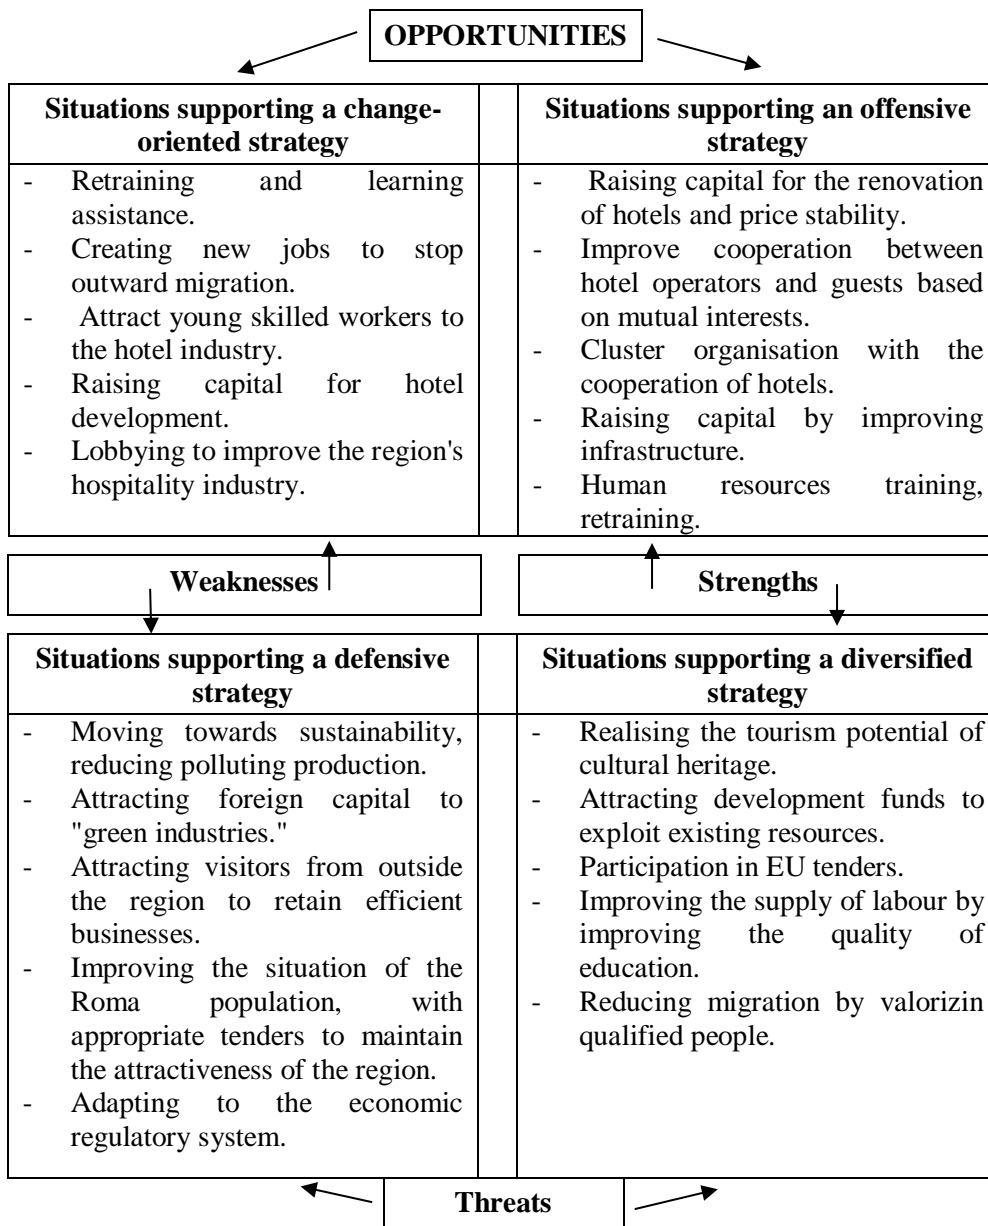 OPPORTUNITIES
Situations supporting a change-
oriented strategy
- Retraining and learning
assistance.
- Creating new jobs to stop
outward migration.
- Attract young skilled workers to
the hotel industry.
- Raising capital for hotel
development.
- Lobbying to improve the region's
hospitality industry.
Situations supporting an offensive
strategy
- Raising capital for the renovation
of hotels and price stability.
- Improve cooperation between
hotel operators and guests based
on mutual interests.
- Cluster organisation with the
cooperation of hotels.
- Raising capital by improving
infrastructure.
- Human resources training,
retraining.
Weaknesses
Strengths
Situations supporting a defensive
strategy
- Moving towards sustainability,
reducing polluting production.
- Attracting foreign capital to
"green industries."
- Attracting visitors from outside
the region to retain efficient
businesses.
- Improving the situation of the
Roma population, with
appropriate tenders to maintain
the attractiveness of the region.
- Adapting to the economic
regulatory system.
Situations supporting a diversified
strategy
- Realising the tourism potential of
cultural heritage.
- Attracting development funds to
exploit existing resources.
- Participation in EU tenders.
- Improving the supply of labour by
improving the quality of
education.
- Reducing migration by valorizin
qualified people.
Threats